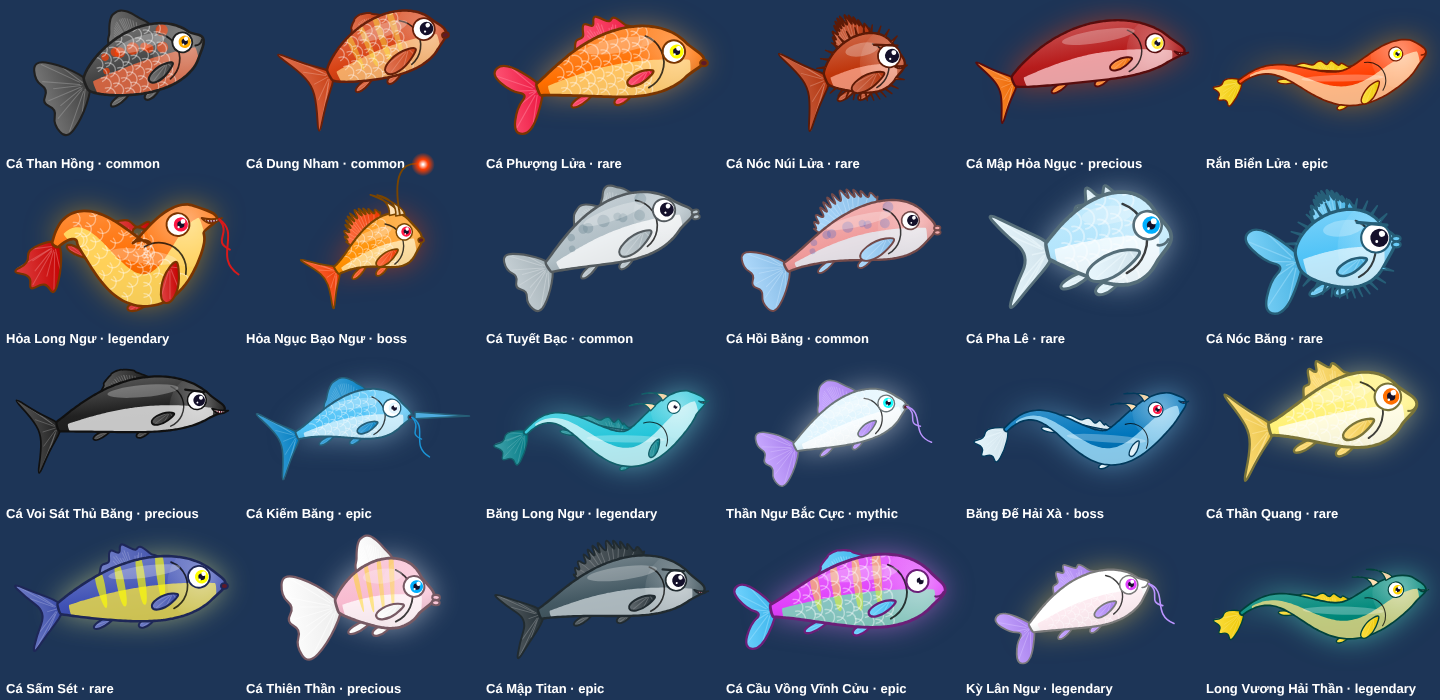 Cá Than Hồng · common
Cá Dung Nham · common
Cá Phượng Lửa · rare
Cá Nóc Núi Lửa · rare
Cá Mập Hỏa Ngục · precious
Rắn Biển Lửa · epic
Hỏa Long Ngư · legendary
Hỏa Ngục Bạo Ngư · boss
Cá Tuyết Bạc · common
Cá Hồi Băng · common
Cá Pha Lê · rare
Cá Nóc Băng · rare
Cá Voi Sát Thủ Băng · precious
Cá Kiếm Băng · epic
Băng Long Ngư · legendary
Thần Ngư Bắc Cực · mythic
Băng Đế Hải Xà · boss
Cá Thần Quang · rare
Cá Sấm Sét · rare
Cá Thiên Thần · precious
Cá Mập Titan · epic
Cá Cầu Vồng Vĩnh Cửu · epic
Kỳ Lân Ngư · legendary
Long Vương Hải Thần · legendary